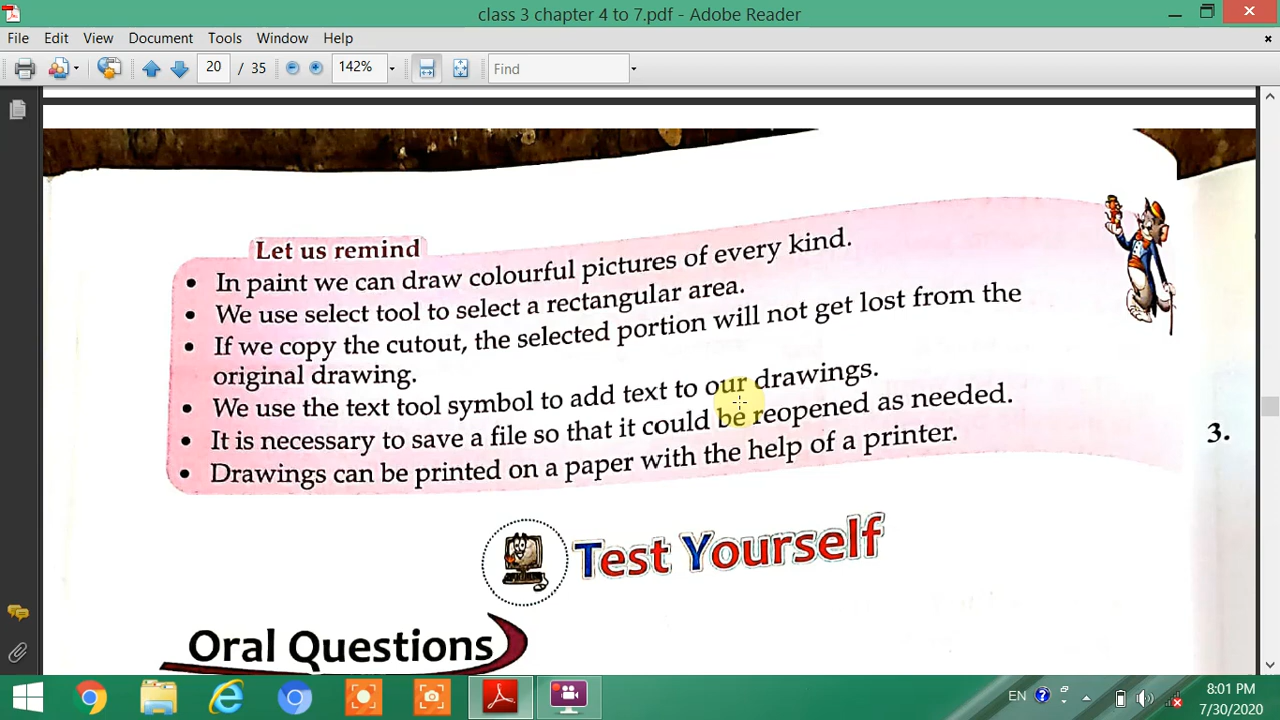 class 3 chapter 4 to 7.pdf - Adobe Reader
File Edit View Document Tools Window Help
20 / 35 142% Find
Let us remind
• In paint we can draw colourful pictures of every kind.
• We use select tool to select a rectangular area.
• If we copy the cutout, the selected portion will not get lost from the
original drawing.
• We use the text tool symbol to add text to our drawings.
• It is necessary to save a file so that it could be reopened as needed.
• Drawings can be printed on a paper with the help of a printer.
3.
Test Yourself
Oral Questions
EN 8:01 PM
7/30/2020